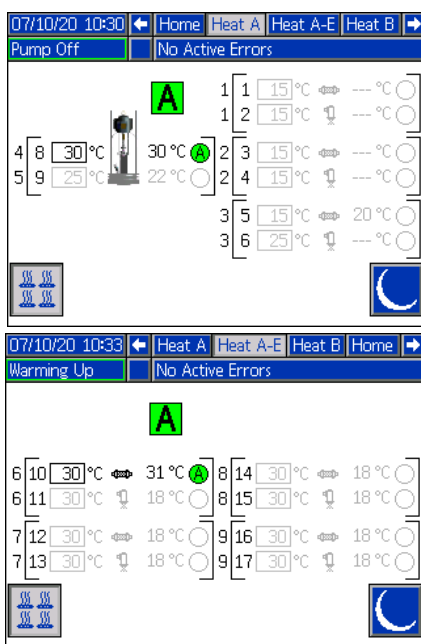 07/10/20 10:30 Home Heat A Heat A-E Heat B
Pump Off No Active Errors
A
1 1 15 °C --- °C
1 2 15 °C --- °C
4 8 30 °C 30 °C A 2 3 15 °C --- °C
5 9 25 °C 22 °C 2 4 15 °C --- °C
3 5 15 °C 20 °C
3 6 25 °C --- °C
07/10/20 10:33 Heat A Heat A-E Heat B Home
Warming Up No Active Errors
A
6 10 30 °C 31 °C A 8 14 30 °C 18 °C
6 11 30 °C 18 °C 8 15 30 °C 18 °C
7 12 30 °C 18 °C 9 16 30 °C 18 °C
7 13 30 °C 18 °C 9 17 30 °C 18 °C